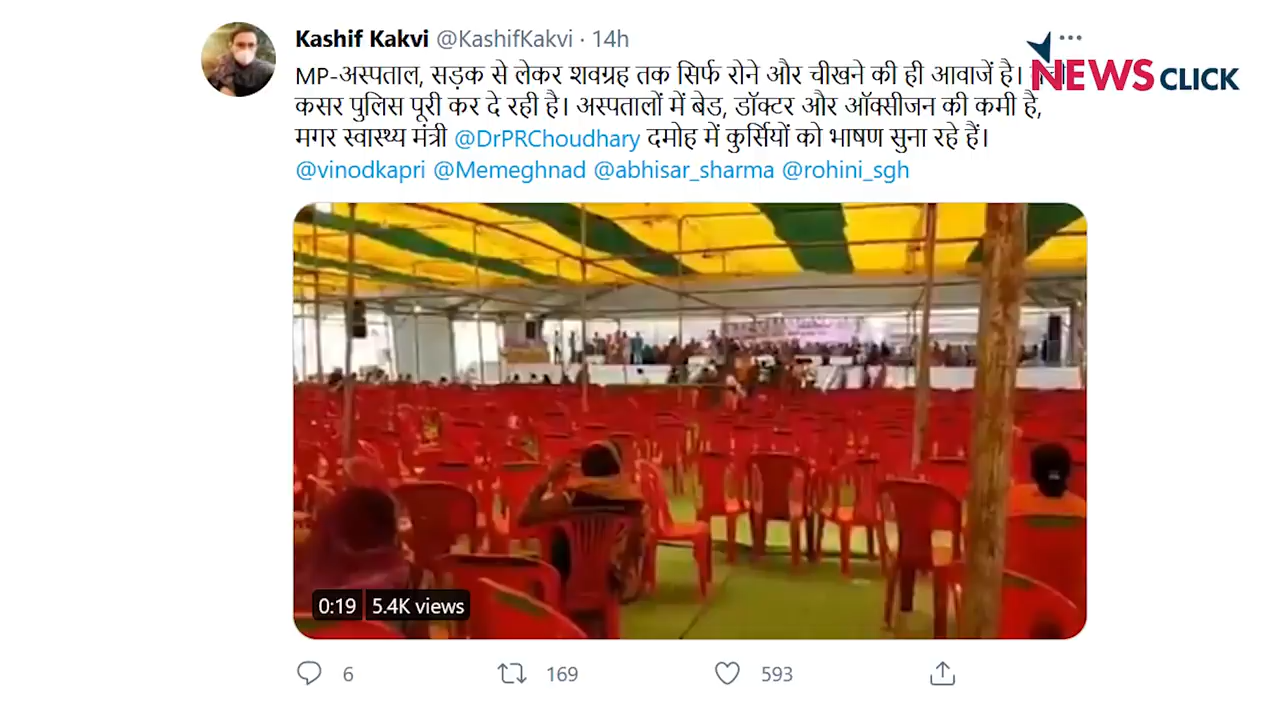 Kashif Kakvi @KashifKakvi · 14h
MP-अस्पताल, सड़क से लेकर शवग्रह तक सिर्फ रोने और चीखने की ही आवाजें है।
कसर पुलिस पूरी कर दे रही है। अस्पतालों में बेड, डॉक्टर और ऑक्सीजन की कमी है,
मगर स्वास्थ्य मंत्री @DrPRChoudhary दमोह में कुर्सियों को भाषण सुना रहे हैं।
@vinodkapri @Memeghnad @abhisar_sharma @rohini_sgh
NEWS CLICK
0:19 5.4K views
6 169 593